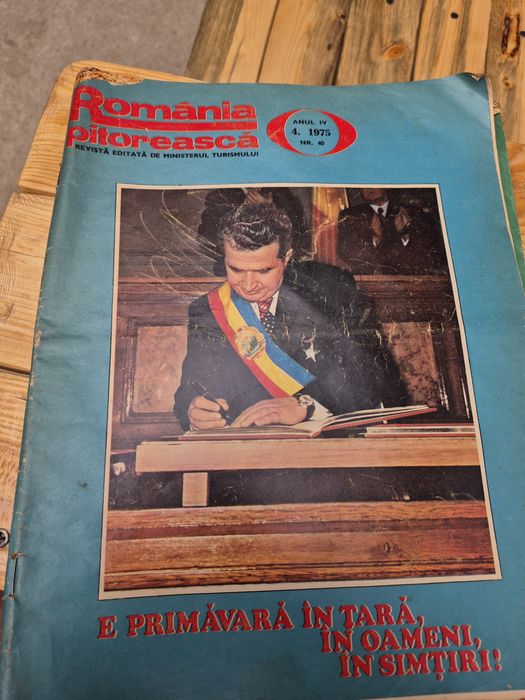 România
pitorească
REVISTĂ EDITATĂ DE MINISTERUL TURISMULUI
ANUL IV
4. 1975
NR. 40
E PRIMĂVARĂ ÎN ȚARĂ,
ÎN OAMENI,
ÎN SIMȚIRI!